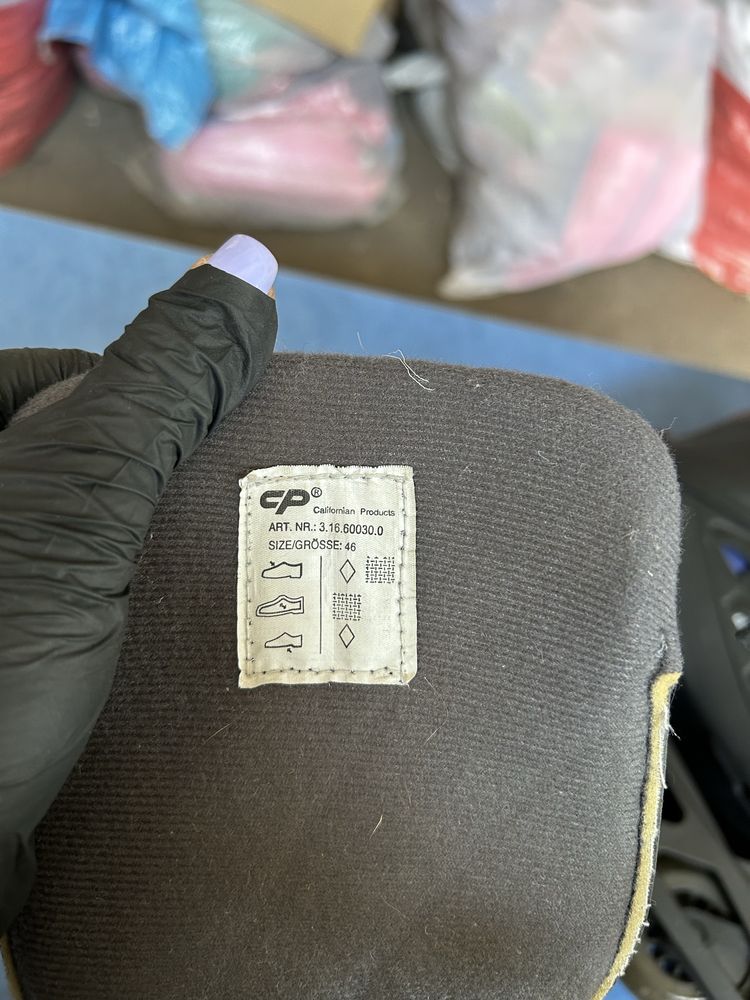 CP®
Californian Products
ART. NR.: 3.16.60030.0
SIZE/GRÖSSE: 46